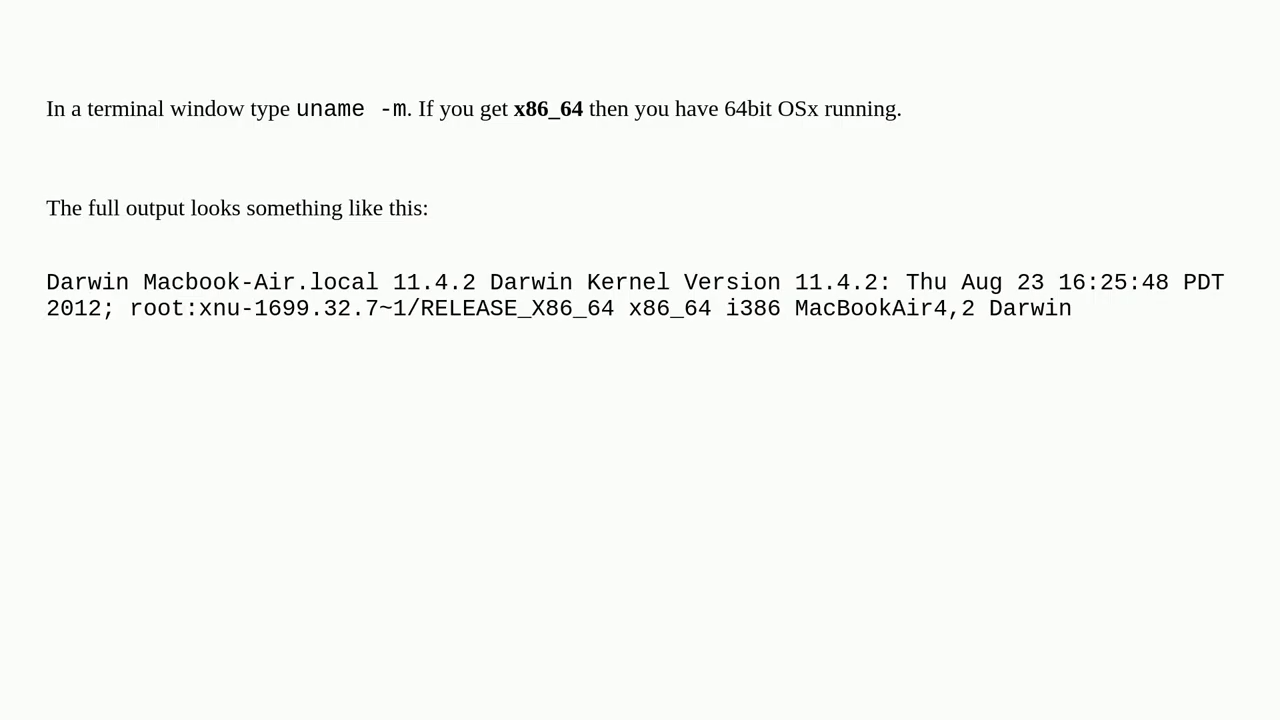 In a terminal window type uname -m. If you get x86_64 then you have 64bit OSx running.
The full output looks something like this:
Darwin Macbook-Air.local 11.4.2 Darwin Kernel Version 11.4.2: Thu Aug 23 16:25:48 PDT
2012; root:xnu-1699.32.7~1/RELEASE_X86_64 x86_64 i386 MacBookAir4,2 Darwin